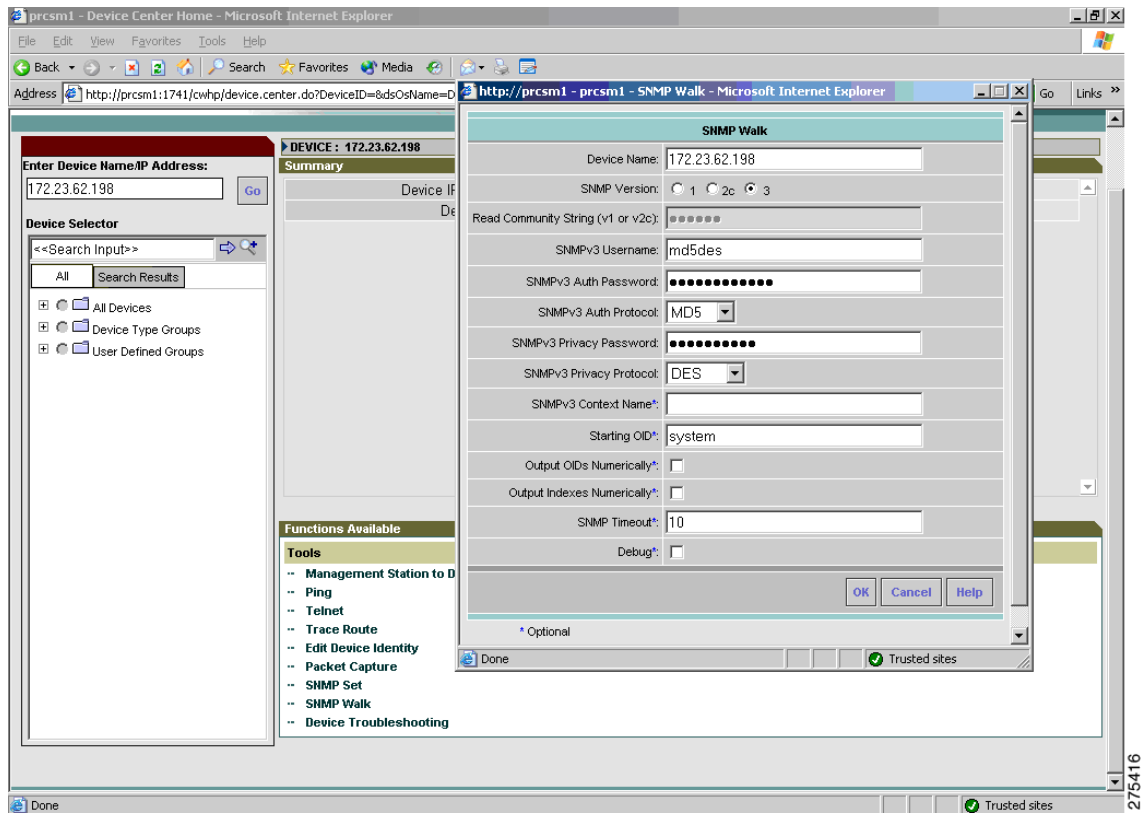 prcsm1 - Device Center Home - Microsoft Internet Explorer
File Edit View Favorites Tools Help
Back Search Favorites Media
Address http://prcsm1:1741/cwhp/device.center.do?DeviceID=&dsOsName=D
Go Links »
Enter Device Name/IP Address:
172.23.62.198
Go
Device Selector
<<Search Input>>
All Search Results
All Devices
Device Type Groups
User Defined Groups
DEVICE : 172.23.62.198
Summary
Device IP
De
Functions Available
Tools
Management Station to D
Ping
Telnet
Trace Route
Edit Device Identity
Packet Capture
SNMP Set
SNMP Walk
Device Troubleshooting
http://prcsm1 - prcsm1 - SNMP Walk - Microsoft Internet Explorer
SNMP Walk
Device Name: 172.23.62.198
SNMP Version: 1 2c 3
Read Community String (v1 or v2c): ●●●●●●
SNMPv3 Username: md5des
SNMPv3 Auth Password: ●●●●●●●●●●●●
SNMPv3 Auth Protocol: MD5
SNMPv3 Privacy Password: ●●●●●●●●●●
SNMPv3 Privacy Protocol: DES
SNMPv3 Context Name*:
Starting OID*: system
Output OIDs Numerically*:
Output Indexes Numerically*:
SNMP Timeout*: 10
Debug*:
OK Cancel Help
* Optional
Done Trusted sites
Done Trusted sites
275416